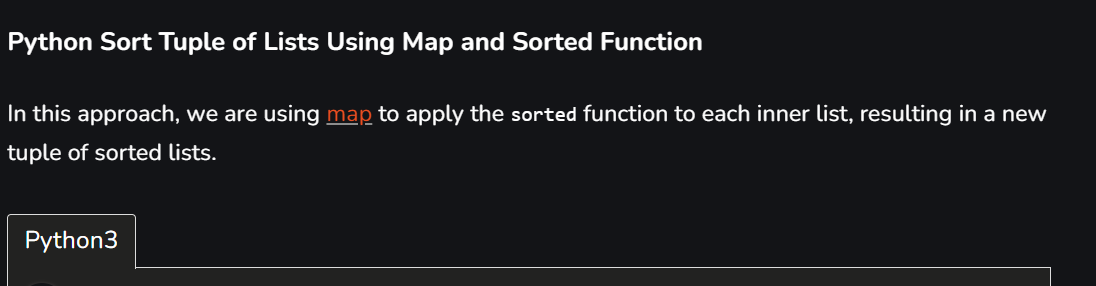 Python Sort Tuple of Lists Using Map and Sorted Function
In this approach, we are using map to apply the sorted function to each inner list, resulting in a new
tuple of sorted lists.
Python3